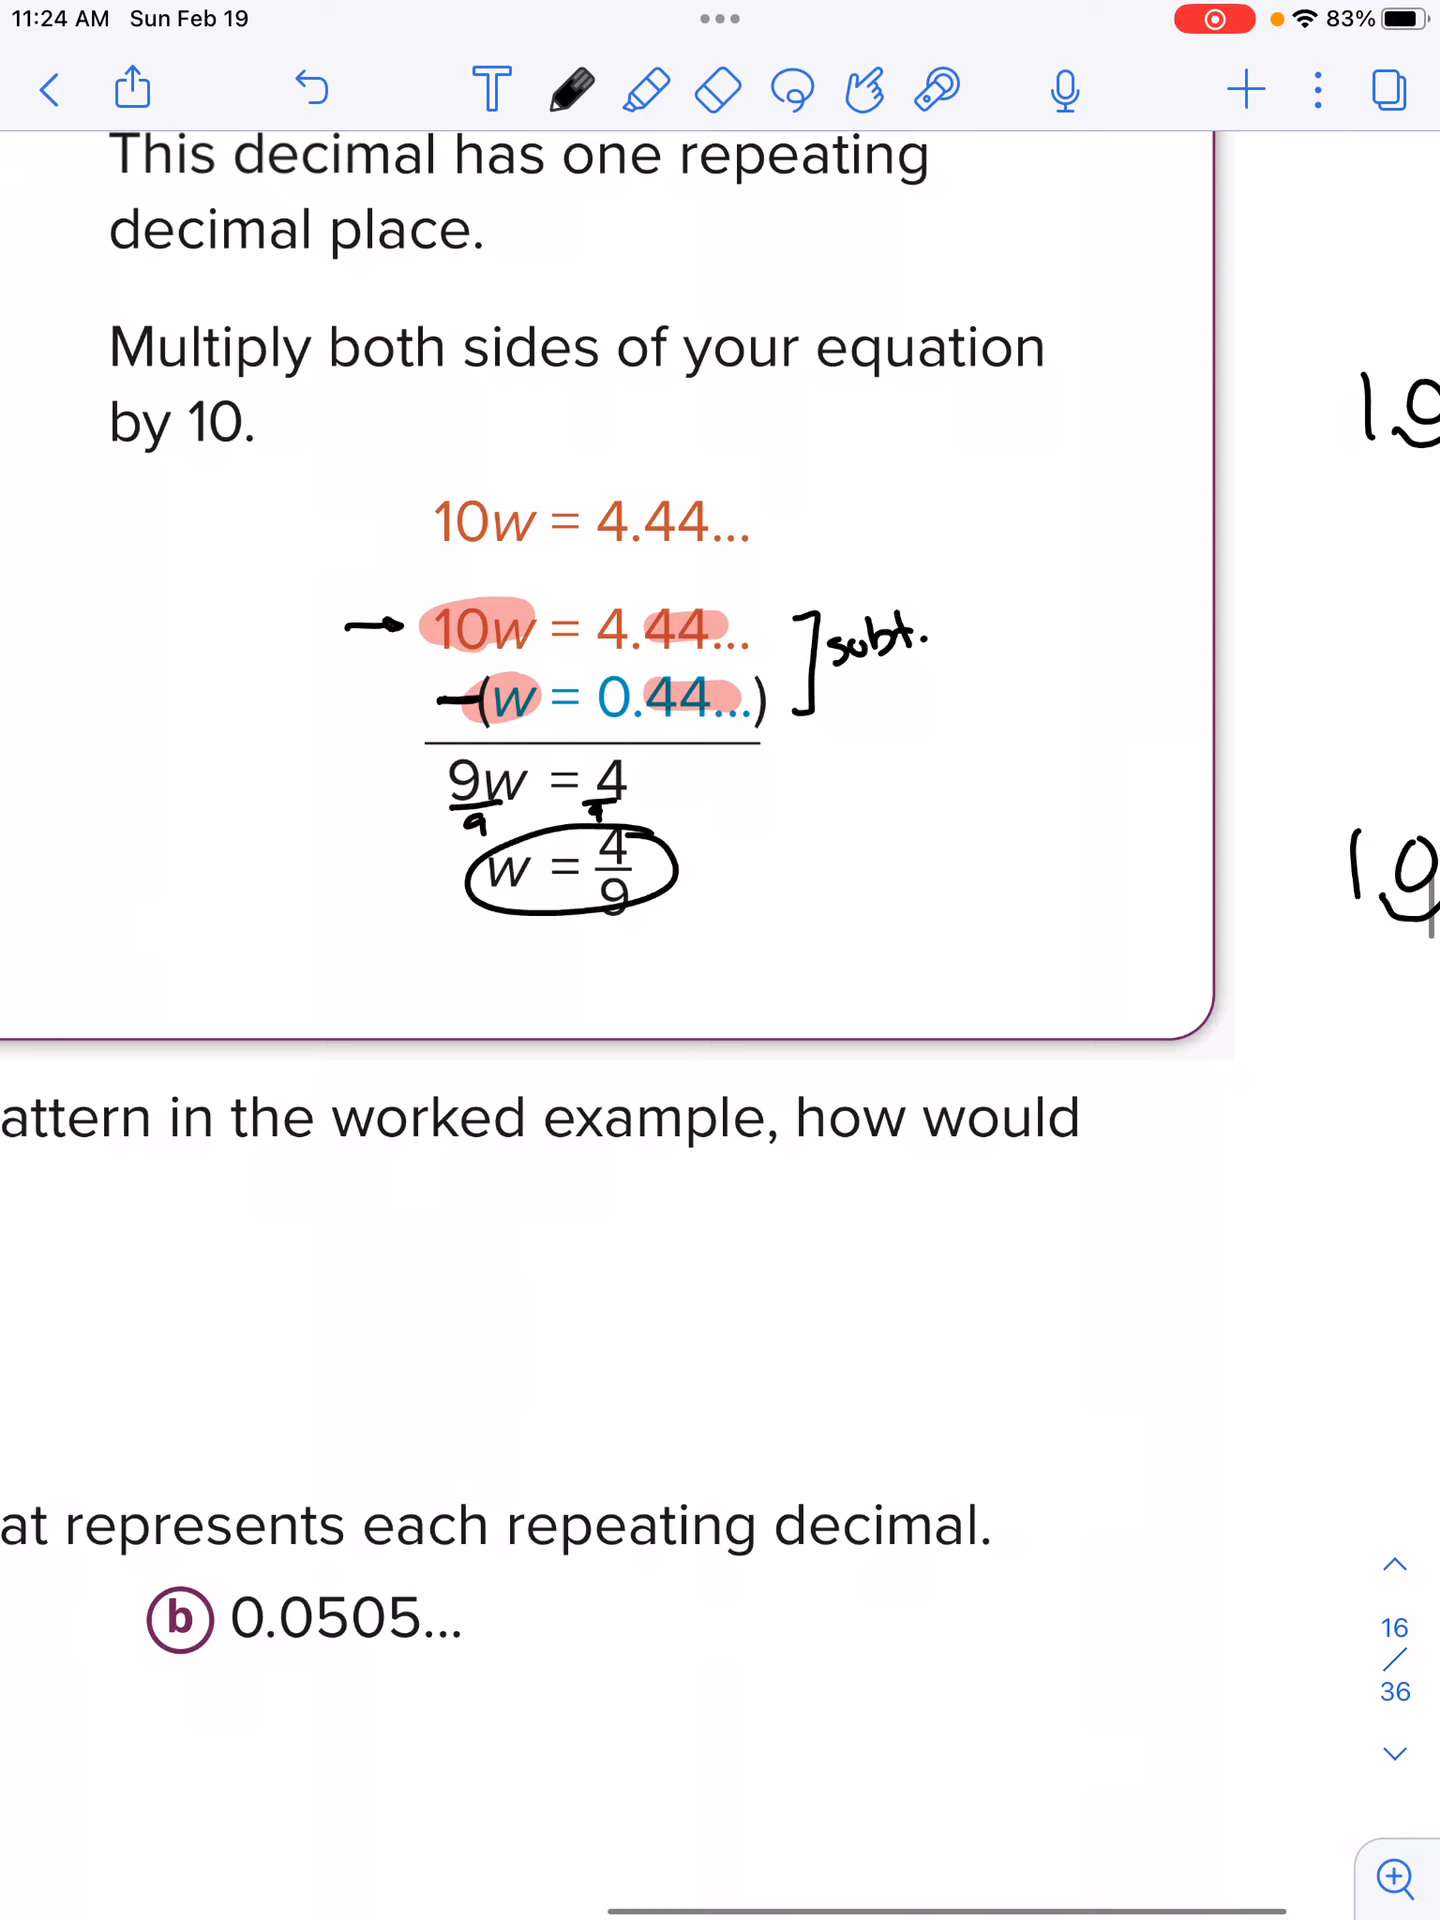 11:24 AM Sun Feb 19
83%
T
This decimal has one repeating
decimal place.
Multiply both sides of your equation
by 10.
10
10w = 4.44...
– 10w = 4.44...
–(w = 0.44...)
] subt.
9w = 4
9 9
w = 4/9
10
attern in the worked example, how would
at represents each repeating decimal.
b 0.0505...
16
/
36